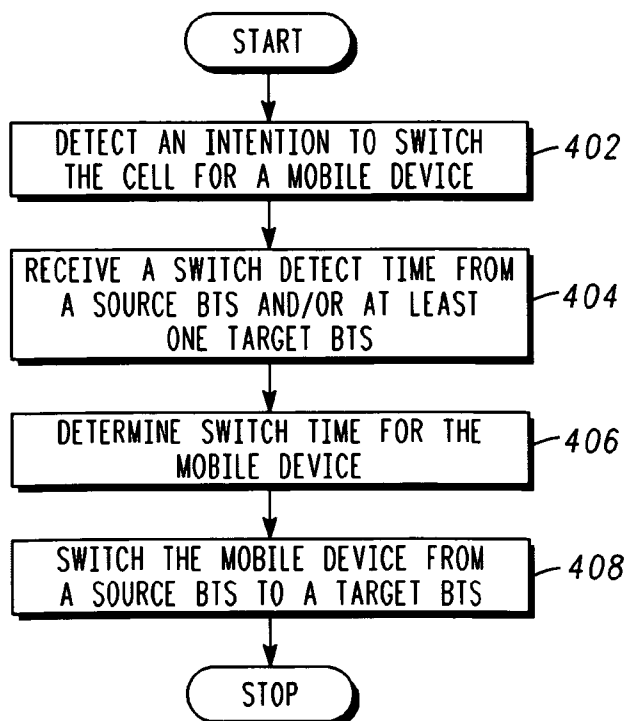 START
DETECT AN INTENTION TO SWITCH
THE CELL FOR A MOBILE DEVICE
402
RECEIVE A SWITCH DETECT TIME FROM
A SOURCE BTS AND/OR AT LEAST
ONE TARGET BTS
404
DETERMINE SWITCH TIME FOR THE
MOBILE DEVICE
406
SWITCH THE MOBILE DEVICE FROM
A SOURCE BTS TO A TARGET BTS
408
STOP